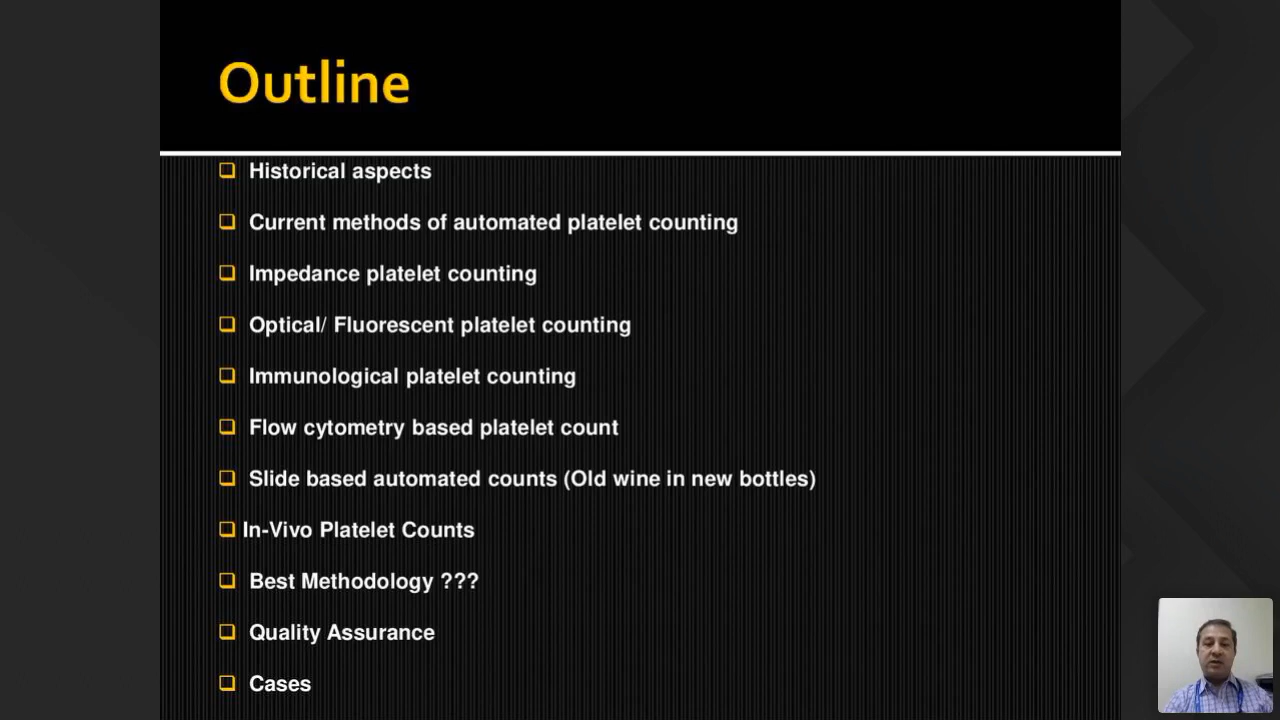 Outline
Historical aspects
Current methods of automated platelet counting
Impedance platelet counting
Optical/ Fluorescent platelet counting
Immunological platelet counting
Flow cytometry based platelet count
Slide based automated counts (Old wine in new bottles)
In-Vivo Platelet Counts
Best Methodology ???
Quality Assurance
Cases